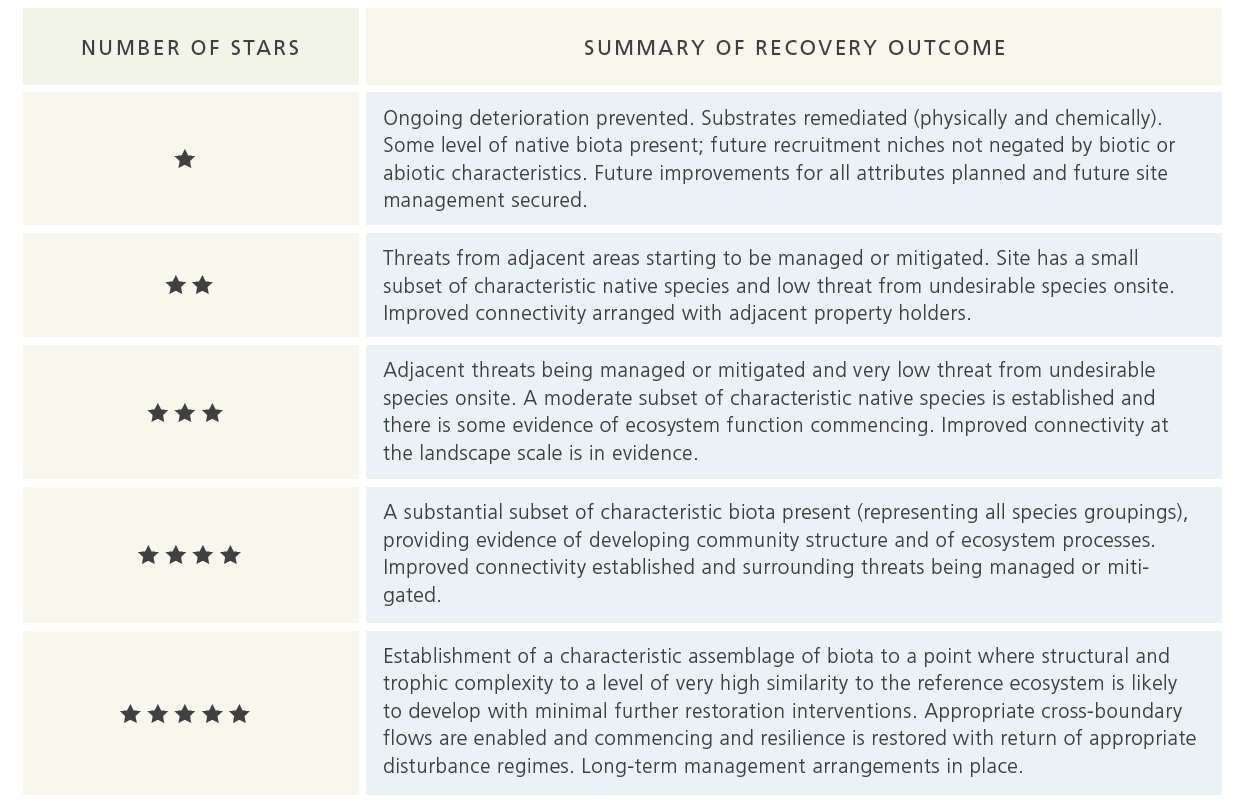 NUMBER OF STARS
SUMMARY OF RECOVERY OUTCOME
★
Ongoing deterioration prevented. Substrates remediated (physically and chemically).
Some level of native biota present; future recruitment niches not negated by biotic or
abiotic characteristics. Future improvements for all attributes planned and future site
management secured.
★★
Threats from adjacent areas starting to be managed or mitigated. Site has a small
subset of characteristic native species and low threat from undesirable species onsite.
Improved connectivity arranged with adjacent property holders.
★★★
Adjacent threats being managed or mitigated and very low threat from undesirable
species onsite. A moderate subset of characteristic native species is established and
there is some evidence of ecosystem function commencing. Improved connectivity at
the landscape scale is in evidence.
★★★★
A substantial subset of characteristic biota present (representing all species groupings),
providing evidence of developing community structure and of ecosystem processes.
Improved connectivity established and surrounding threats being managed or miti-
gated.
★★★★★
Establishment of a characteristic assemblage of biota to a point where structural and
trophic complexity to a level of very high similarity to the reference ecosystem is likely
to develop with minimal further restoration interventions. Appropriate cross-boundary
flows are enabled and commencing and resilience is restored with return of appropriate
disturbance regimes. Long-term management arrangements in place.